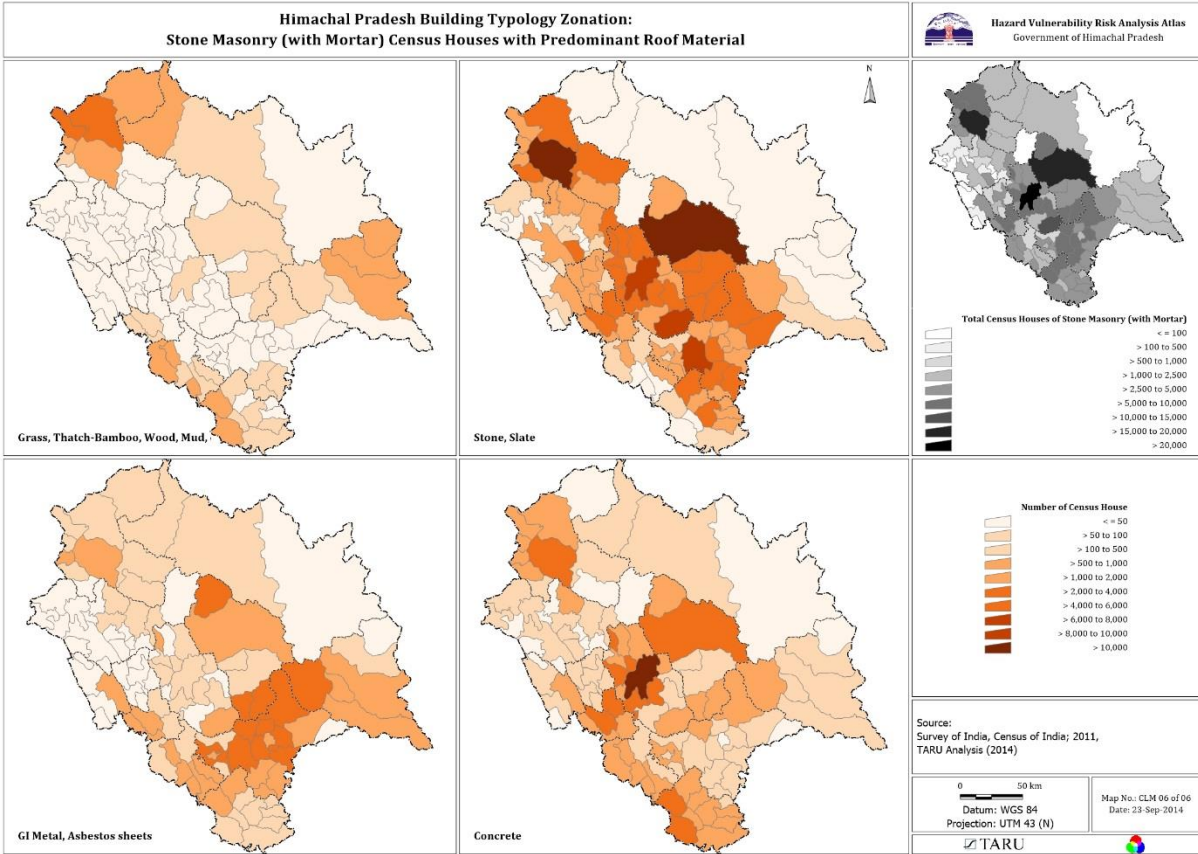 Himachal Pradesh Building Typology Zonation:
Stone Masonry (with Mortar) Census Houses with Predominant Roof Material
Hazard Vulnerability Risk Analysis Atlas
Government of Himachal Pradesh
N
Grass, Thatch-Bamboo, Wood, Mud,
Stone, Slate
Total Census Houses of Stone Masonry (with Mortar)
< = 100
> 100 to 500
> 500 to 1,000
> 1,000 to 2,500
> 2,500 to 5,000
> 5,000 to 10,000
> 10,000 to 15,000
> 15,000 to 20,000
> 20,000
GI Metal, Asbestos sheets
Concrete
Number of Census House
< = 50
> 50 to 100
> 100 to 500
> 500 to 1,000
> 1,000 to 2,000
> 2,000 to 4,000
> 4,000 to 6,000
> 6,000 to 8,000
> 8,000 to 10,000
> 10,000
Source:
Survey of India, Census of India; 2011,
TARU Analysis (2014)
0 50 km
Datum: WGS 84
Projection: UTM 43 (N)
Map No.: CLM 06 of 06
Date: 23-Sep-2014
TARU